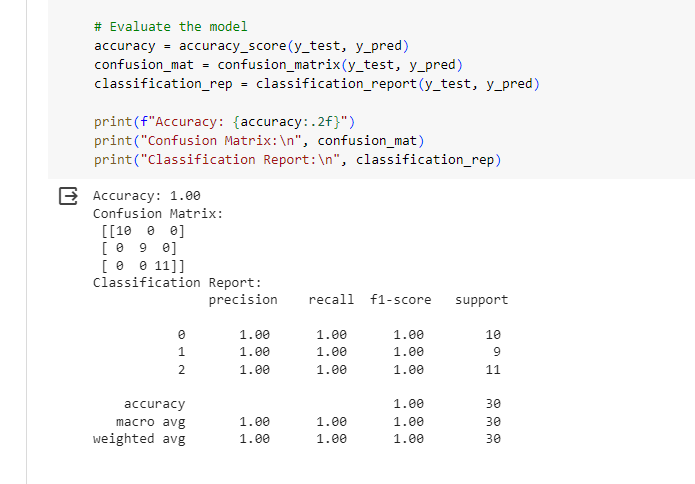 # Evaluate the model
accuracy = accuracy_score(y_test, y_pred)
confusion_mat = confusion_matrix(y_test, y_pred)
classification_rep = classification_report(y_test, y_pred)
print(f"Accuracy: {accuracy:.2f}")
print("Confusion Matrix:\n", confusion_mat)
print("Classification Report:\n", classification_rep)
Accuracy: 1.00
Confusion Matrix:
[[10 0 0]
[ 0 9 0]
[ 0 0 11]]
Classification Report:
precision recall f1-score support
0 1.00 1.00 1.00 10
1 1.00 1.00 1.00 9
2 1.00 1.00 1.00 11
accuracy 1.00 30
macro avg 1.00 1.00 1.00 30
weighted avg 1.00 1.00 1.00 30